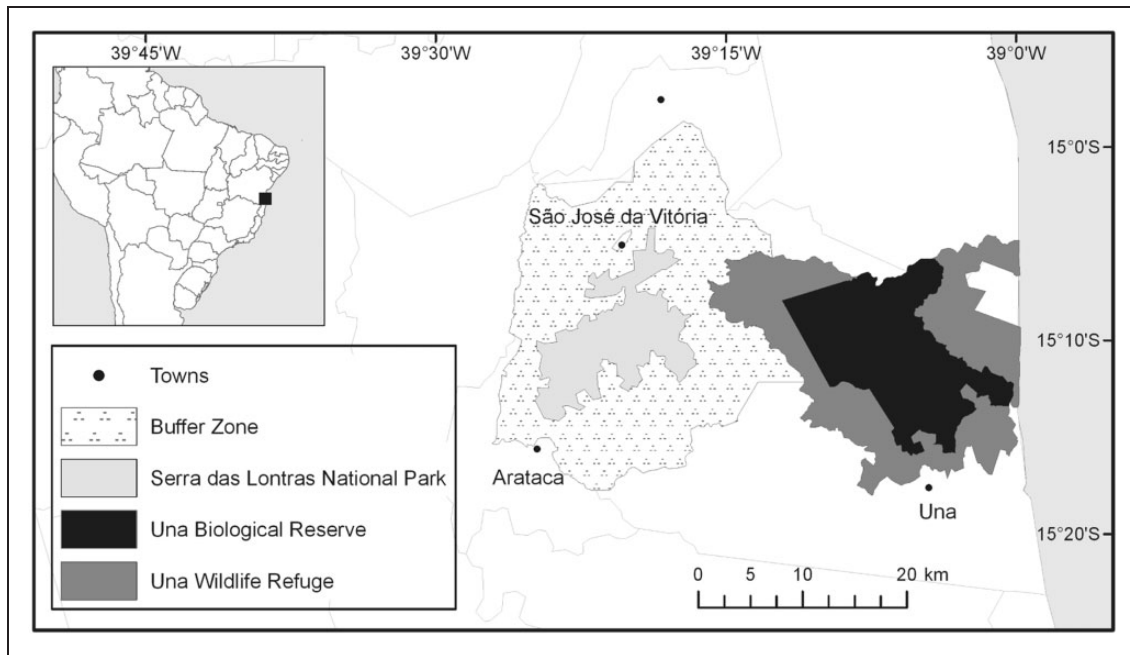 39°45'W 39°30'W 39°15'W 39°0'W
15°0'S
São José da Vitória
15°10'S
Towns
Buffer Zone
Serra das Lontras National Park
Arataca
Una Biological Reserve
Una
15°20'S
Una Wildlife Refuge
0 5 10 20 km